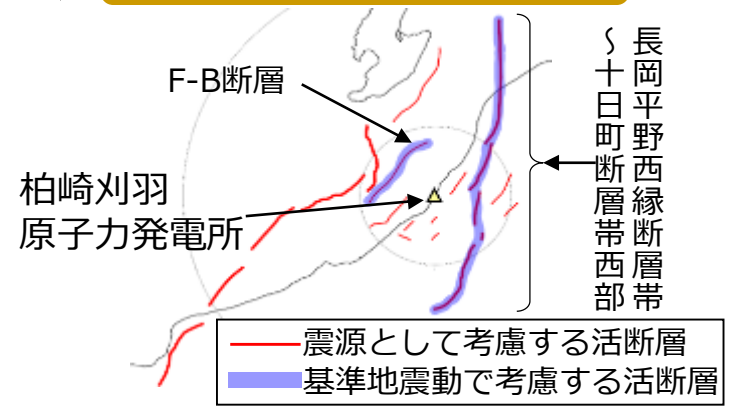 F-B断層
柏崎刈羽
原子力発電所
長岡平野西縁断層帯
～十日町断層帯西部
震源として考慮する活断層
基準地震動で考慮する活断層